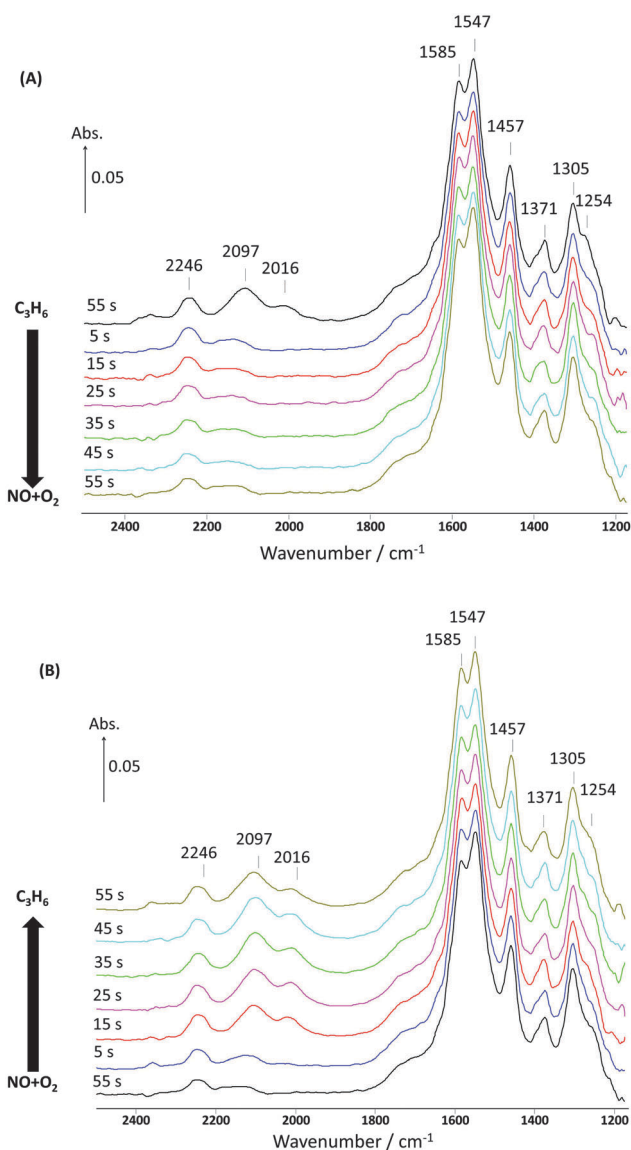 (A)
1547
1585
Abs.
0.05
1457
1305
1371
1254
2246
2097
2016
C₃H₆
55 s
5 s
15 s
25 s
35 s
45 s
55 s
NO+O₂
2400 2200 2000 1800 1600 1400 1200
Wavenumber / cm⁻¹
(B)
1547
1585
Abs.
0.05
1457
1305
1371
1254
2246
2097
2016
C₃H₆
55 s
45 s
35 s
25 s
15 s
5 s
55 s
NO+O₂
2400 2200 2000 1800 1600 1400 1200
Wavenumber / cm⁻¹